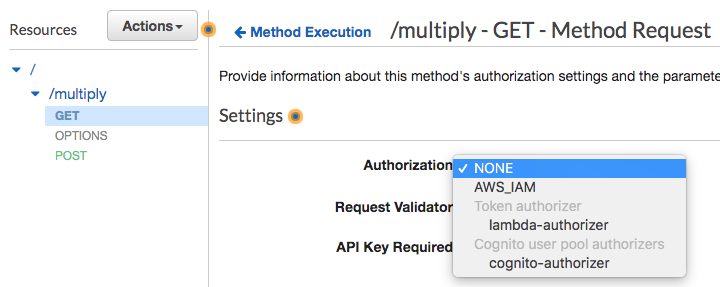 Resources
Actions
Method Execution
/multiply - GET - Method Request
/
/multiply
GET
OPTIONS
POST
Provide information about this method's authorization settings and the paramete
Settings
Authorization
NONE
AWS_IAM
Token authorizer
lambda-authorizer
Cognito user pool authorizers
cognito-authorizer
Request Validator
API Key Required